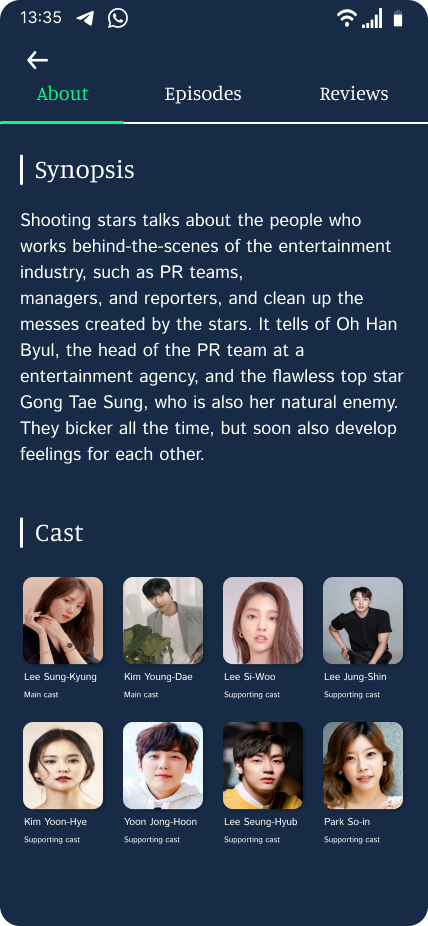 13:35
About Episodes Reviews
Synopsis
Shooting stars talks about the people who
works behind-the-scenes of the entertainment
industry, such as PR teams,
managers, and reporters, and clean up the
messes created by the stars. It tells of Oh Han
Byul, the head of the PR team at a
entertainment agency, and the flawless top star
Gong Tae Sung, who is also her natural enemy.
They bicker all the time, but soon also develop
feelings for each other.
Cast
Lee Sung-Kyung Kim Young-Dae Lee Si-Woo Lee Jung-Shin
Main cast Main cast Supporting cast Supporting cast
Kim Yoon-Hye Yoon Jong-Hoon Lee Seung-Hyub Park So-in
Supporting cast Supporting cast Supporting cast Supporting cast